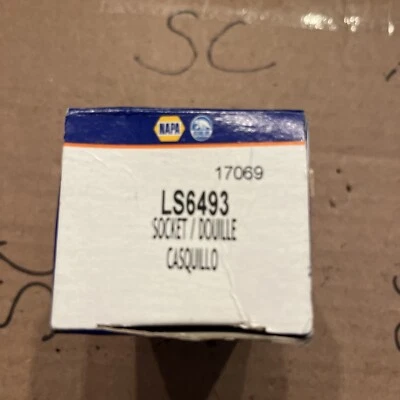 SC
NAPA
17069
LS6493
SOCKET / DOUILLE
CASQUILLO